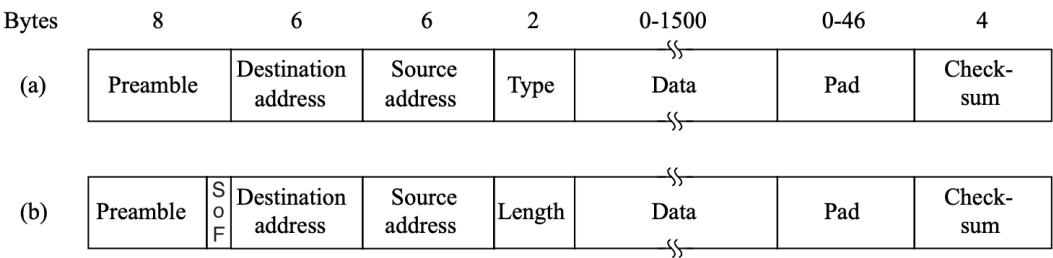 Bytes 8 6 6 2 0-1500 0-46 4
(a) Preamble Destination address Source address Type Data Pad Check-sum
(b) Preamble SoF Destination address Source address Length Data Pad Check-sum